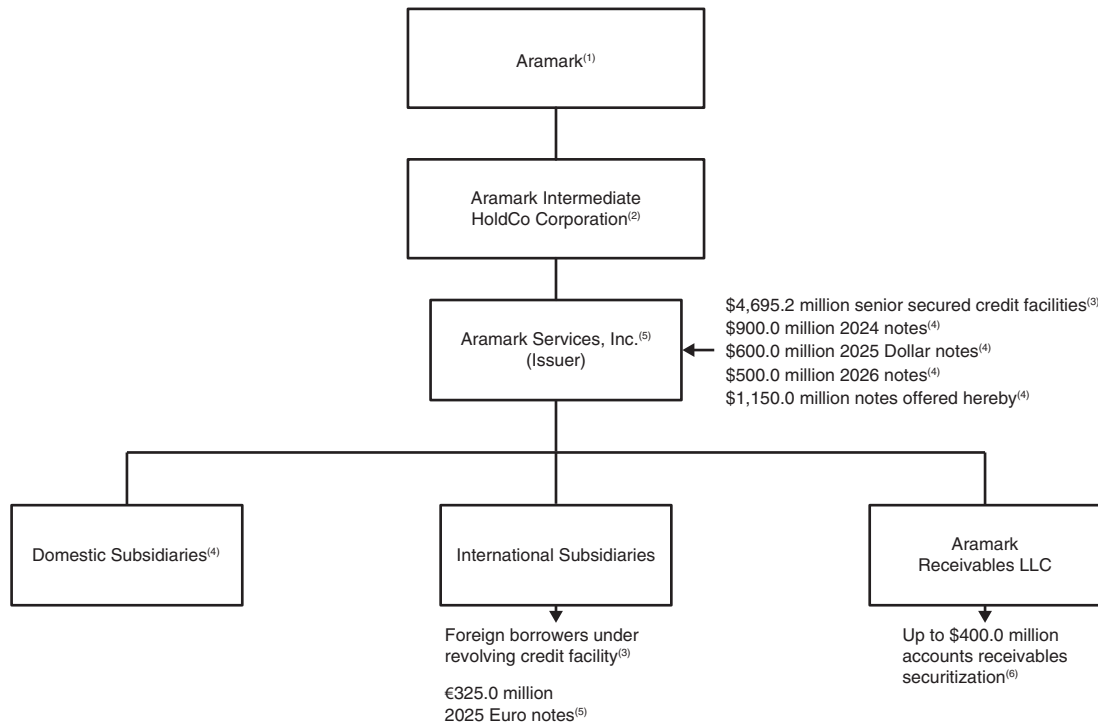 Aramark(1)
Aramark Intermediate
HoldCo Corporation(2)
Aramark Services, Inc.(5)
(Issuer)
$4,695.2 million senior secured credit facilities(3)
$900.0 million 2024 notes(4)
$600.0 million 2025 Dollar notes(4)
$500.0 million 2026 notes(4)
$1,150.0 million notes offered hereby(4)
Domestic Subsidiaries(4)
International Subsidiaries
Aramark
Receivables LLC
Foreign borrowers under
revolving credit facility(3)
€325.0 million
2025 Euro notes(5)
Up to $400.0 million
accounts receivables
securitization(6)